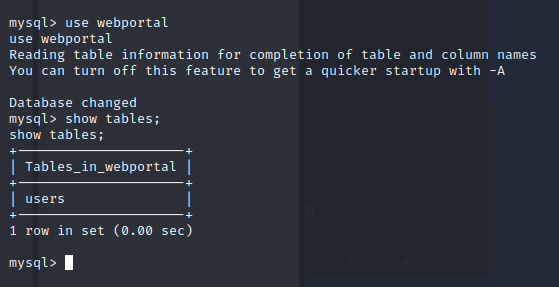 mysql> use webportal
use webportal
Reading table information for completion of table and column names
You can turn off this feature to get a quicker startup with -A
Database changed
mysql> show tables;
show tables;
+---------------------+
| Tables_in_webportal |
+---------------------+
| users               |
+---------------------+
1 row in set (0.00 sec)
mysql>